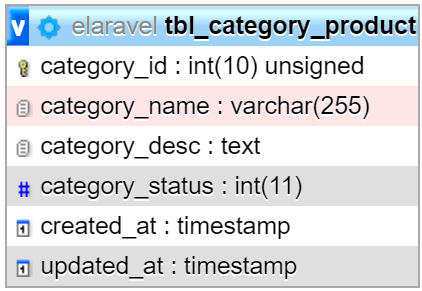 v elaravel tbl_category_product
category_id : int(10) unsigned
category_name : varchar(255)
category_desc : text
# category_status : int(11)
created_at : timestamp
updated_at : timestamp